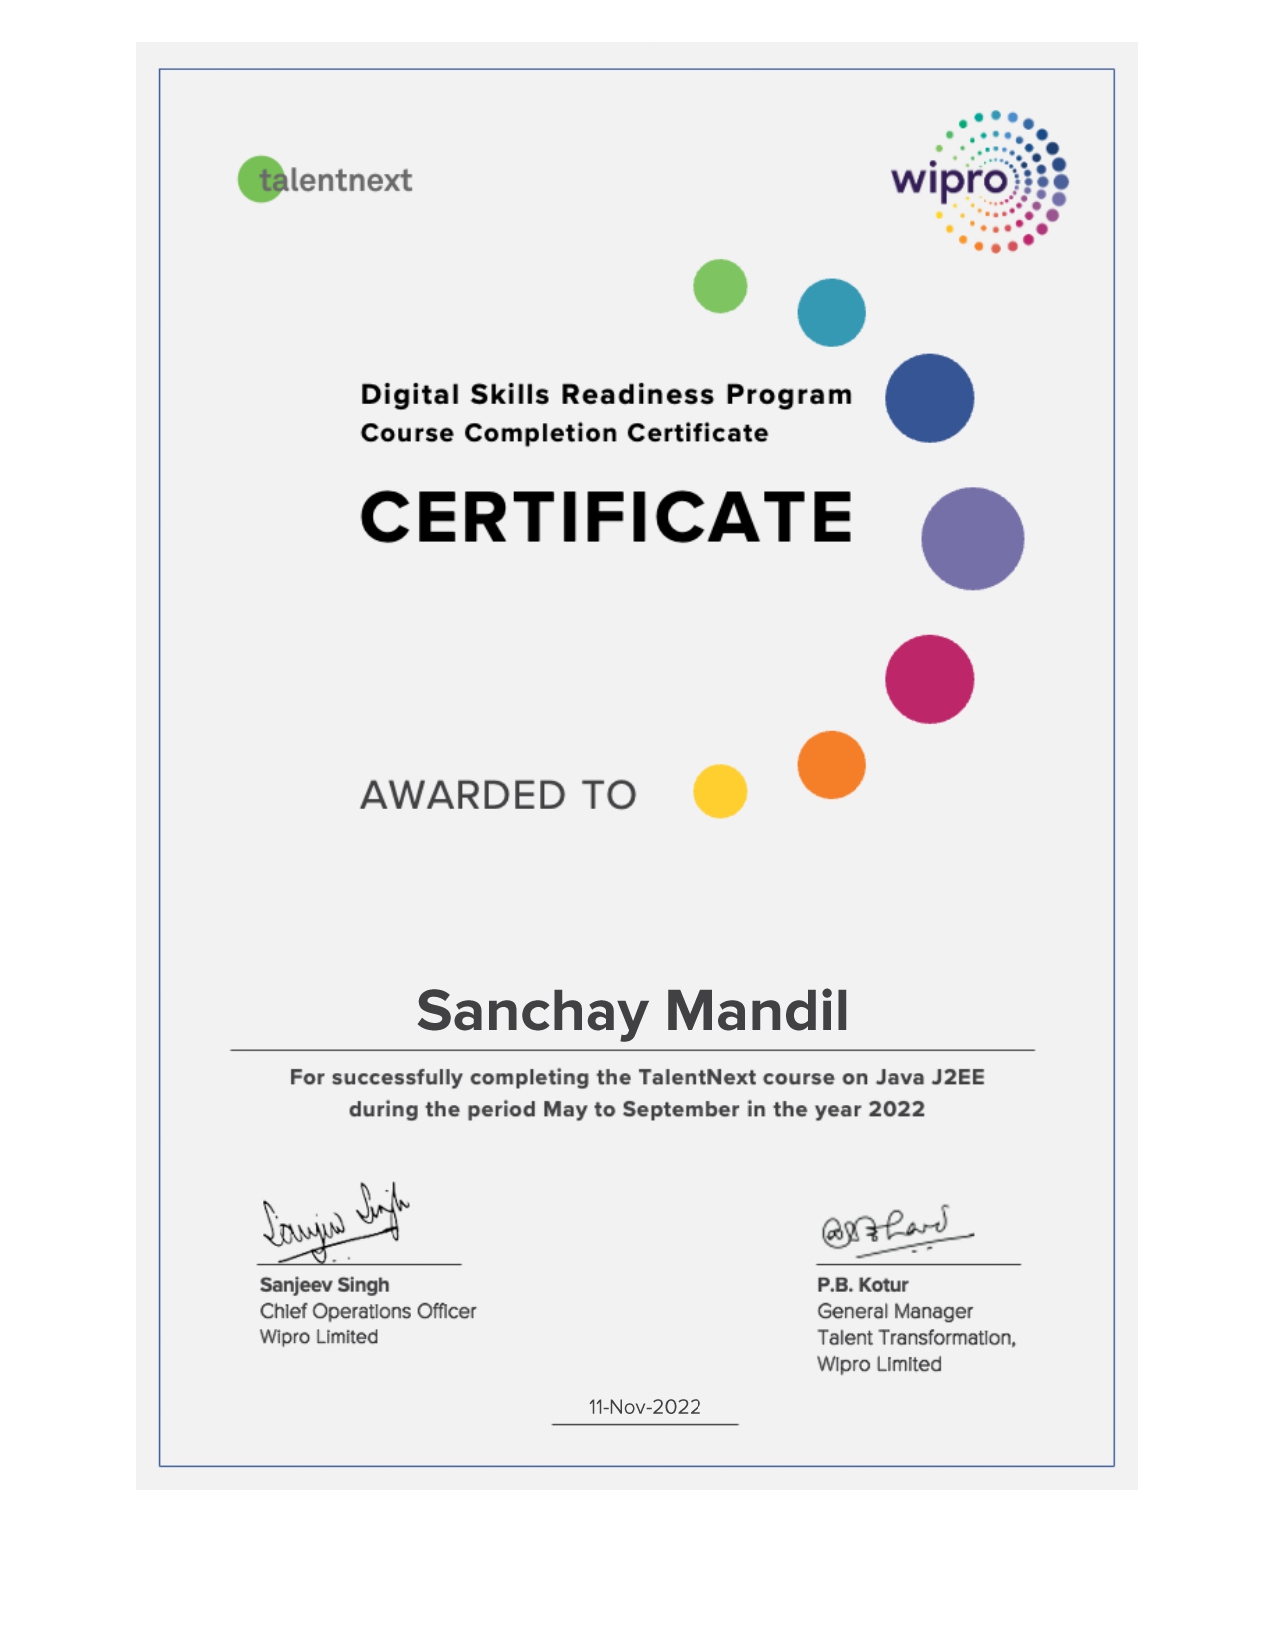 talentnext
wipro
Digital Skills Readiness Program
Course Completion Certificate
CERTIFICATE
AWARDED TO
Sanchay Mandil
For successfully completing the TalentNext course on Java J2EE
during the period May to September in the year 2022
Sanjeev Singh
Sanjeev Singh
Chief Operations Officer
Wipro Limited
P.B. Kotur
General Manager
Talent Transformation,
Wipro Limited
11-Nov-2022